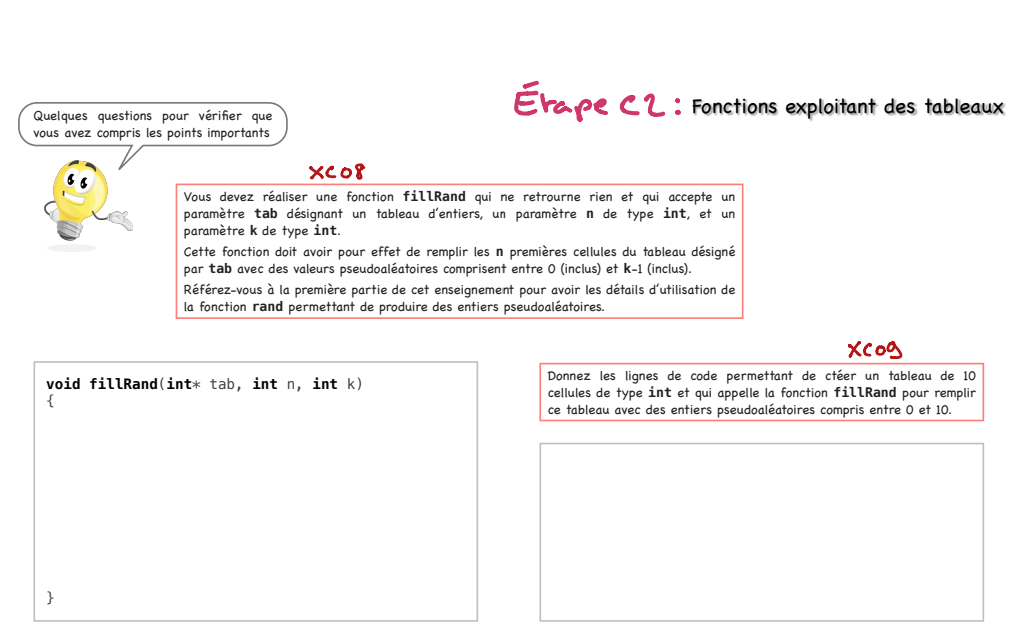 Étape C2 : Fonctions exploitant des tableaux
Quelques questions pour vérifier que
vous avez compris les points importants
XC08
Vous devez réaliser une fonction fillRand qui ne retrourne rien et qui accepte un
paramètre tab désignant un tableau d'entiers, un paramètre n de type int, et un
paramètre k de type int.
Cette fonction doit avoir pour effet de remplir les n premières cellules du tableau désigné
par tab avec des valeurs pseudoaléatoires comprisent entre 0 (inclus) et k-1 (inclus).
Référez-vous à la première partie de cet enseignement pour avoir les détails d'utilisation de
la fonction rand permettant de produire des entiers pseudoaléatoires.
void fillRand(int* tab, int n, int k)
{
}
XC09
Donnez les lignes de code permettant de ctéer un tableau de 10
cellules de type int et qui appelle la fonction fillRand pour remplir
ce tableau avec des entiers pseudoaléatoires compris entre 0 et 10.